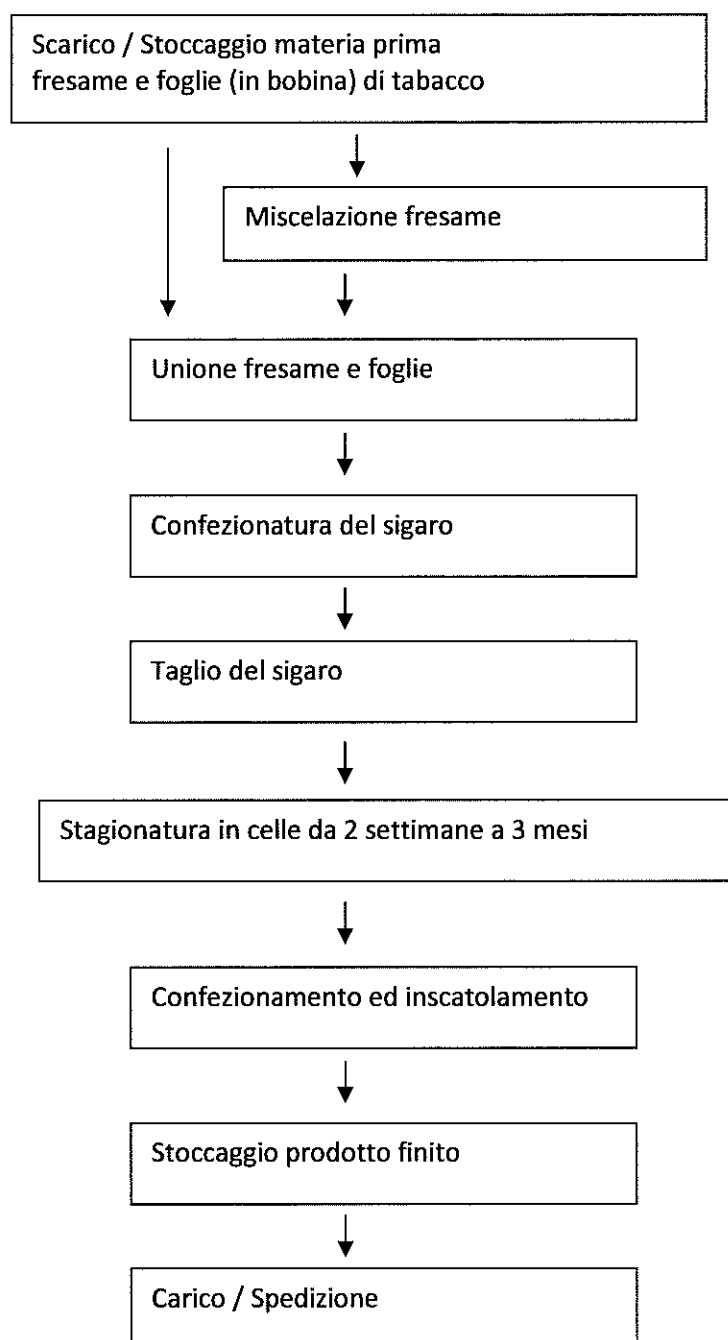 Scarico / Stoccaggio materia prima
fresame e foglie (in bobina) di tabacco
Miscelazione fresame
Unione fresame e foglie
Confezionatura del sigaro
Taglio del sigaro
Stagionatura in celle da 2 settimane a 3 mesi
Confezionamento ed inscatolamento
Stoccaggio prodotto finito
Carico / Spedizione